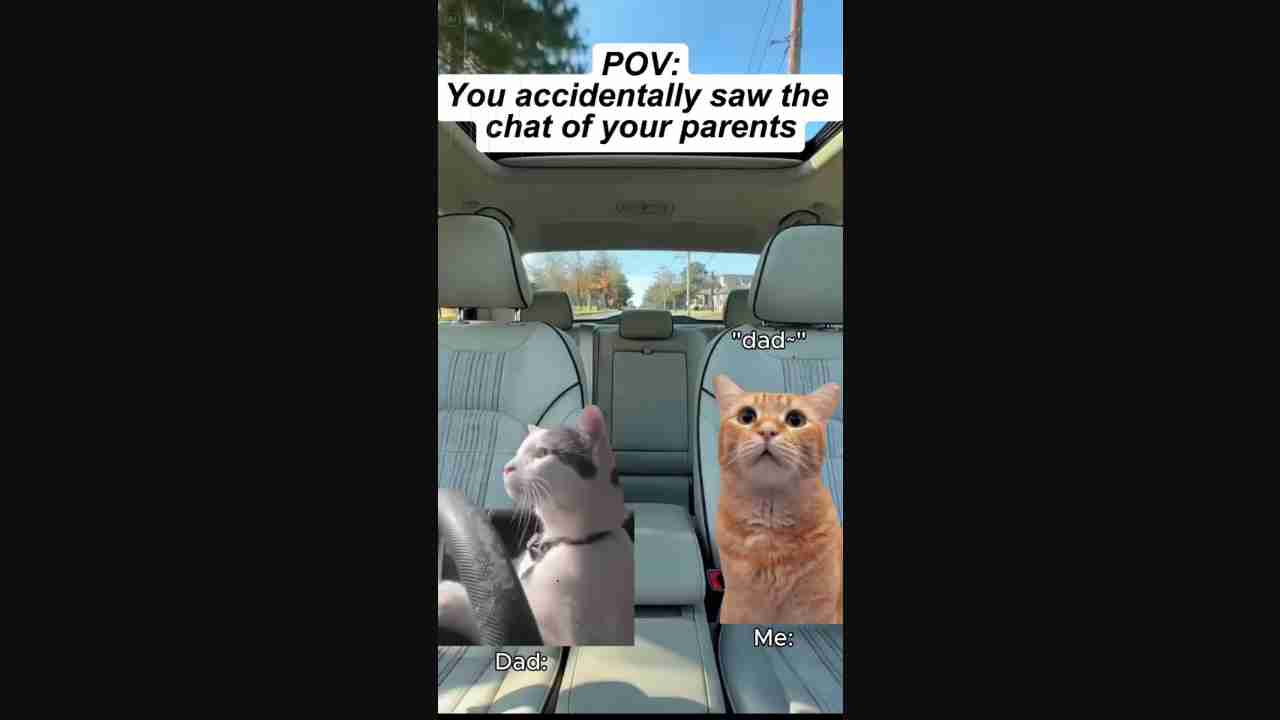 POV:
You accidentally saw the
chat of your parents
"dad~"
Me:
Dad: